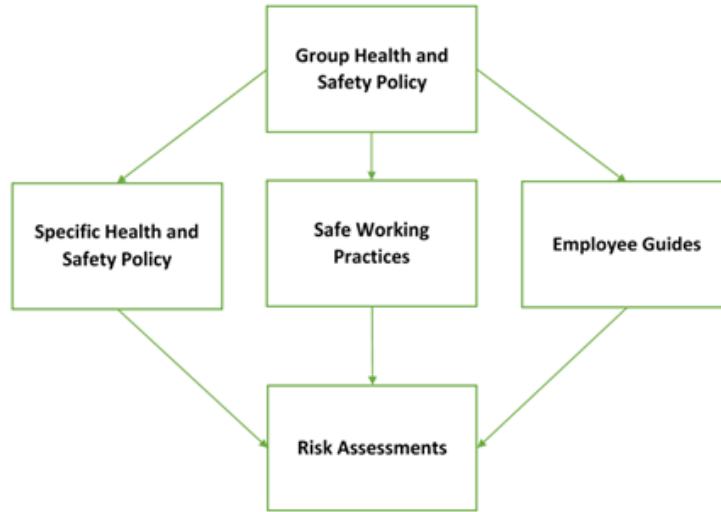 Group Health and
Safety Policy
Specific Health and
Safety Policy
Safe Working
Practices
Employee Guides
Risk Assessments